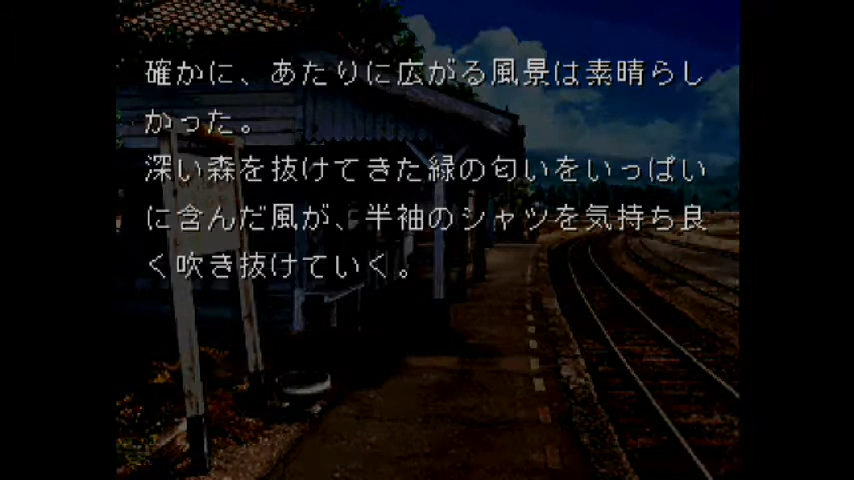 確かに、あたりに広がる風景は素晴らし
かった。
深い森を抜けてきた緑の匂いをいっぱい
に含んだ風が、半袖のシャツを気持ち良
く吹き抜けていく。